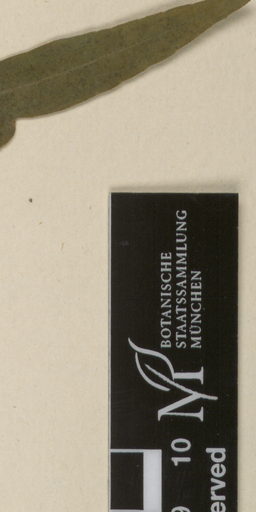 BOTANISCHE
STAATSSAMMLUNG
MÜNCHEN
M
9 10
erved